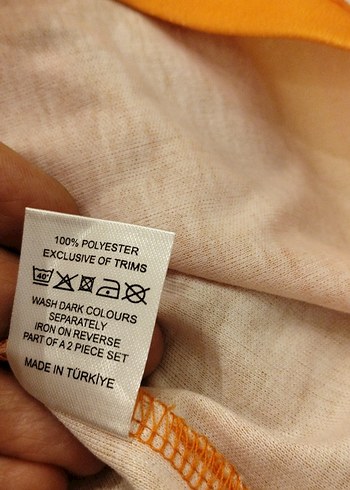 100% POLYESTER
EXCLUSIVE OF TRIMS
40°
WASH DARK COLOURS
SEPARATELY
IRON ON REVERSE
PART OF A 2 PIECE SET
MADE IN TÜRKİYE